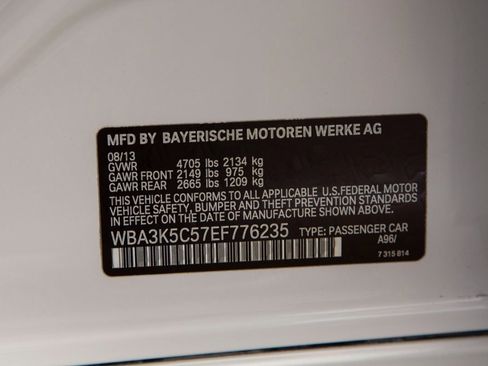 MFD BY BAYERISCHE MOTOREN WERKE AG
08/13
GVWR 4705 lbs 2134 kg
GAWR FRONT 2149 lbs 975 kg
GAWR REAR 2665 lbs 1209 kg
THIS VEHICLE CONFORMS TO ALL APPLICABLE U.S.FEDERAL MOTOR
VEHICLE SAFETY, BUMPER AND THEFT PREVENTION STANDARDS
IN EFFECT ON THE DATE OF MANUFACTURE SHOWN ABOVE.
WBA3K5C57EF776235 TYPE: PASSENGER CAR
A96/
7 315 814